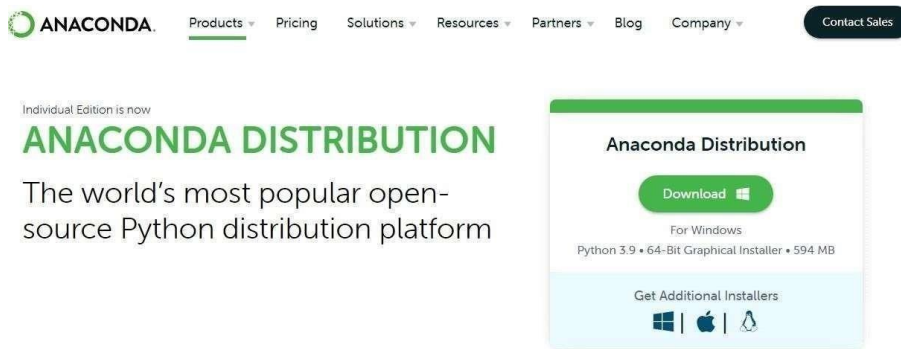 ANACONDA.
Products Pricing Solutions Resources Partners Blog Company Contact Sales
Individual Edition is now
ANACONDA DISTRIBUTION
The world's most popular open-
source Python distribution platform
Anaconda Distribution
Download
For Windows
Python 3.9 • 64-Bit Graphical Installer • 594 MB
Get Additional Installers